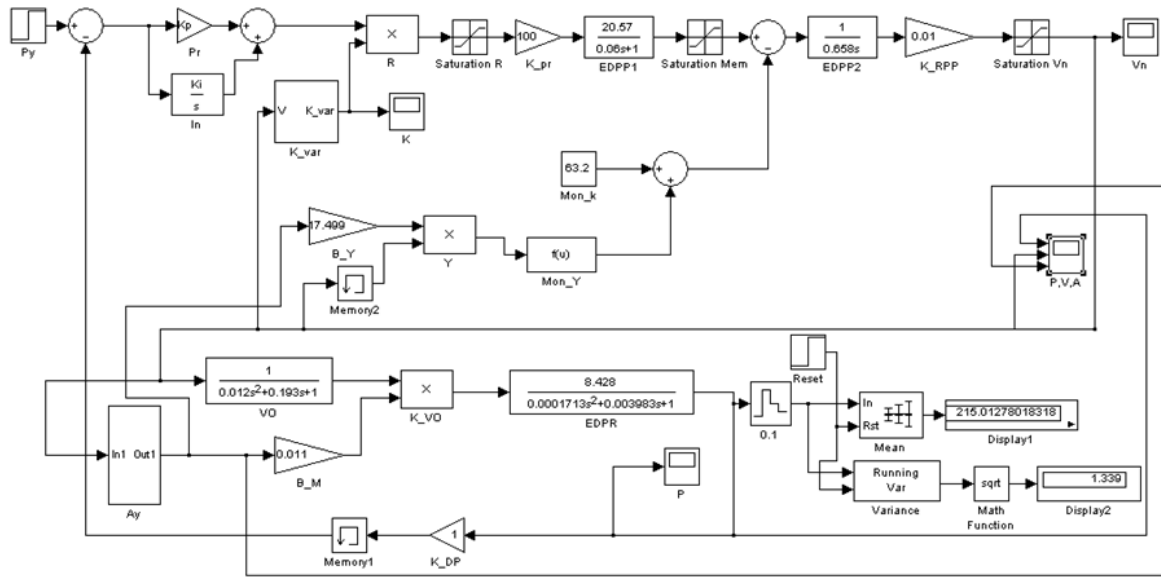 Py
Kp
Pr
Ki
s
In
R
Saturation R
100
K_pr
20.57
0.06s+1
EDPP1
Saturation Mem
1
0.658s
EDPP2
0.01
K_RPP
Saturation Vn
Vn
V K_var
K_var
K
63.2
Mon_k
17.499
B_Y
Y
f(u)
Mon_Y
Memory2
P,V,A
1
0.012s²+0.193s+1
VO
K_VO
8.428
0.0001713s²+0.003983s+1
EDPR
Reset
0.1
In
Rst
Mean
215.01278018318
Display1
In1 Out1
Ay
0.011
B_M
P
Running
Var
Variance
sqrt
Math
Function
1.339
Display2
Memory1
1
K_DP